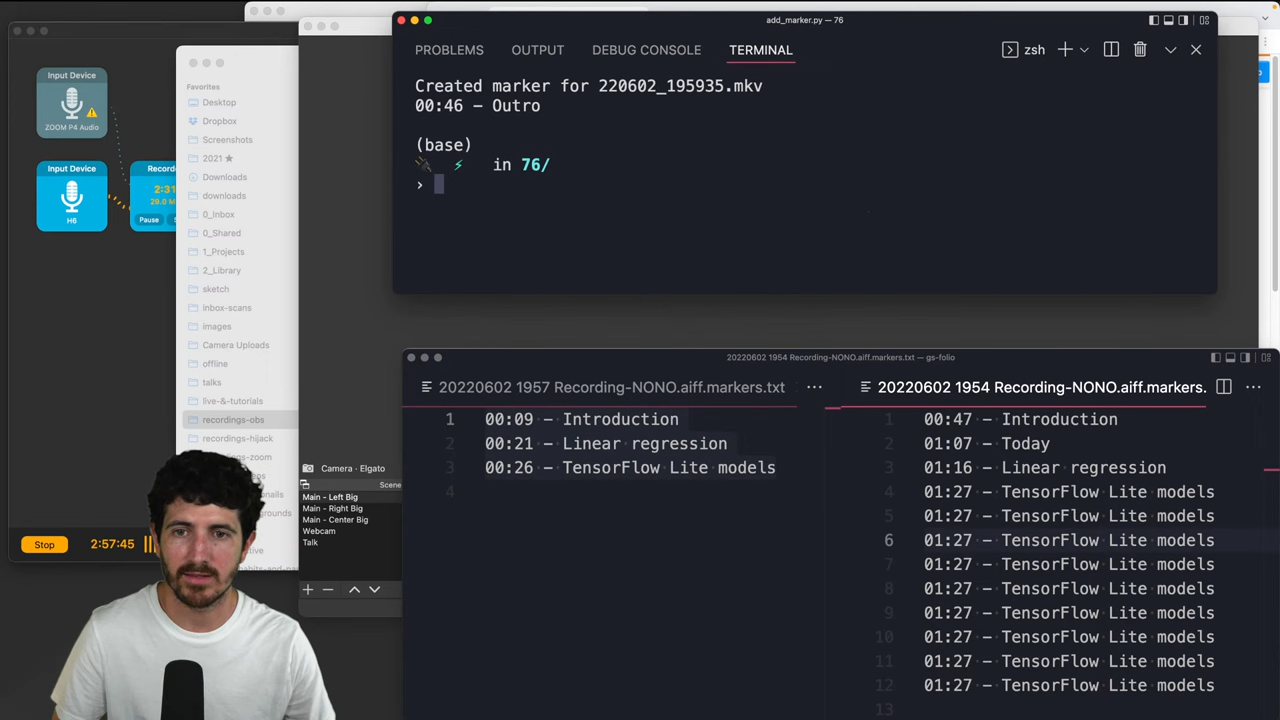 add_marker.py — 76
PROBLEMS OUTPUT DEBUG CONSOLE TERMINAL
zsh
Created marker for 220602_195935.mkv
00:46 – Outro
(base)
in 76/
›
Input Device
ZOOM P4 Audio
Input Device
H6
Record
2:31
29.0 M
Pause
Stop
2:57:45
Favorites
Desktop
Dropbox
Screenshots
2021 ★
Downloads
downloads
0_Inbox
0_Shared
1_Projects
2_Library
sketch
inbox-scans
images
Camera Uploads
offline
talks
live-&-tutorials
recordings-obs
recordings-hijack
Camera · Elgato
Scene
Main – Left Big
Main – Right Big
Main – Center Big
Webcam
Talk
20220602 1954 Recording-NONO.aiff.markers.txt — gs-folio
20220602 1957 Recording-NONO.aiff.markers.txt
1 00:09 – Introduction
2 00:21 – Linear regression
3 00:26 – TensorFlow Lite models
4
20220602 1954 Recording-NONO.aiff.markers.
1 00:47 – Introduction
2 01:07 – Today
3 01:16 – Linear regression
4 01:27 – TensorFlow Lite models
5 01:27 – TensorFlow Lite models
6 01:27 – TensorFlow Lite models
7 01:27 – TensorFlow Lite models
8 01:27 – TensorFlow Lite models
9 01:27 – TensorFlow Lite models
10 01:27 – TensorFlow Lite models
11 01:27 – TensorFlow Lite models
12 01:27 – TensorFlow Lite models
13